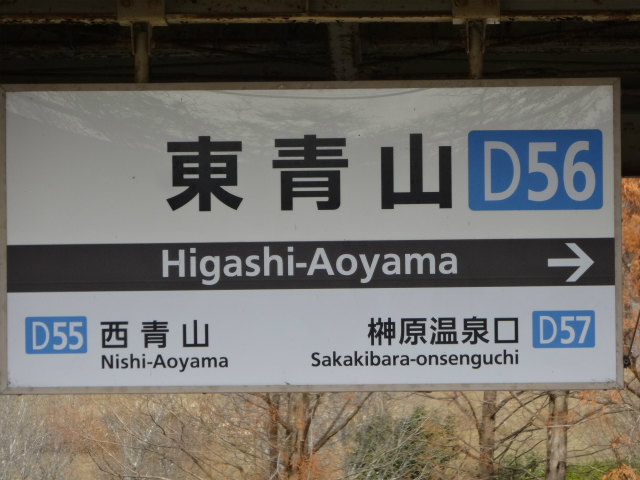 東青山 D56
Higashi-Aoyama →
D55 西青山 榊原温泉口 D57
Nishi-Aoyama Sakakibara-onsenguchi